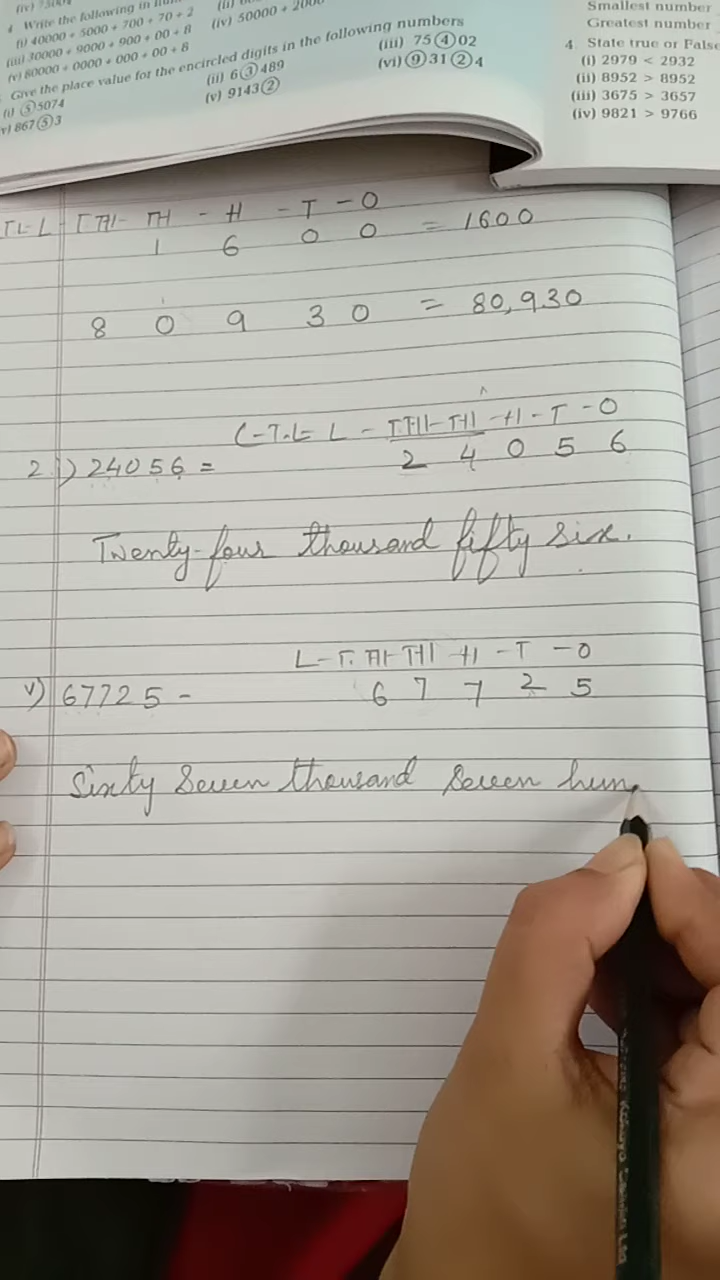 4 Write the following in
(i) 40000 + 5000 + 700 + 70 + 2
(iii) 30000 + 9000 + 900 + 00 + 8
(iv) 50000 +
(v) 80000 + 0000 + 000 + 00 + 8
Give the place value for the encircled digits in the following numbers
(i) ⑤5074
(ii) 6③489
(iii) 75④02
v) 867⑤3
(v) 9143②
(vi) ⑨31②4
Smallest number
Greatest number
4. State true or False
(i) 2979 < 2932
(ii) 8952 > 8952
(iii) 3675 > 3657
(iv) 9821 > 9766
T.L- L - T.TH- TH - H - T - O
1 6 0 0 = 1600
8 0 9 3 0 = 80,930
C-T.L- L - T.TH-TH-H-T-O
2 i) 24056 = 2 4 0 5 6
Twenty-four thousand fifty six.
L-T.TH-TH-H-T-O
v) 67725 - 6 7 7 2 5
Sixty Seven thousand Seven hun